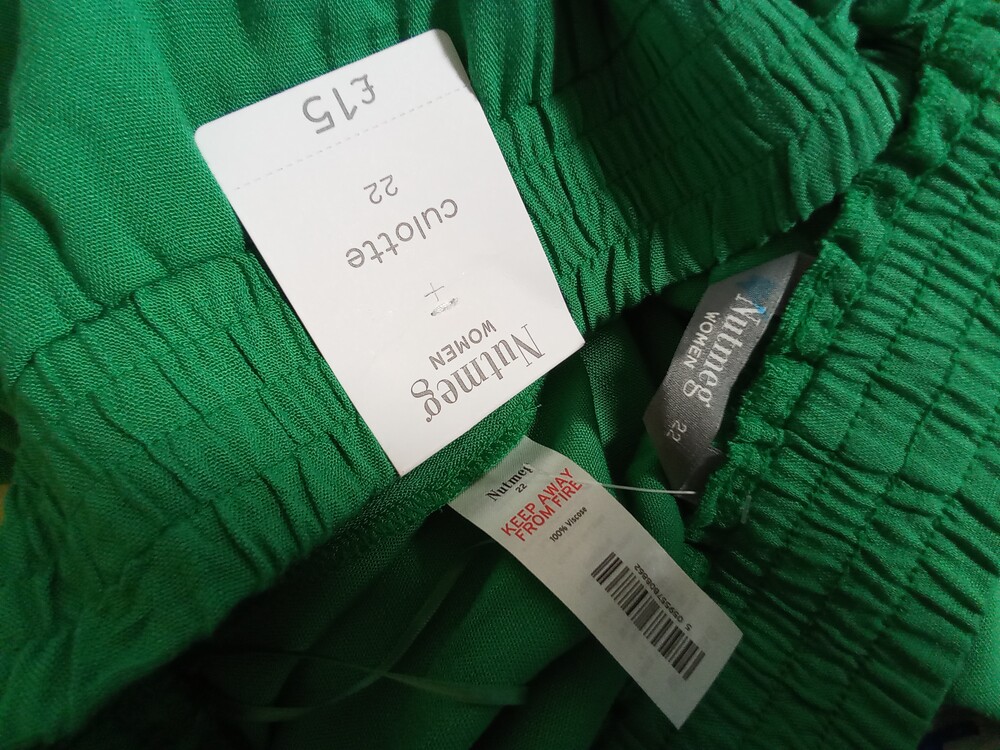 Nutmeg
WOMEN
+
culotte
22
£15
Nutmeg
WOMEN
22
Nutmeg
22
KEEP AWAY
FROM FIRE
100% Viscose